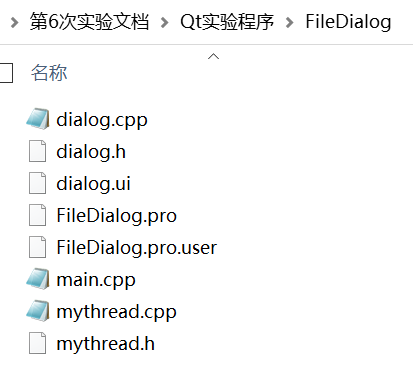 第6次实验文档 > Qt实验程序 > FileDialog
名称
dialog.cpp
dialog.h
dialog.ui
FileDialog.pro
FileDialog.pro.user
main.cpp
mythread.cpp
mythread.h